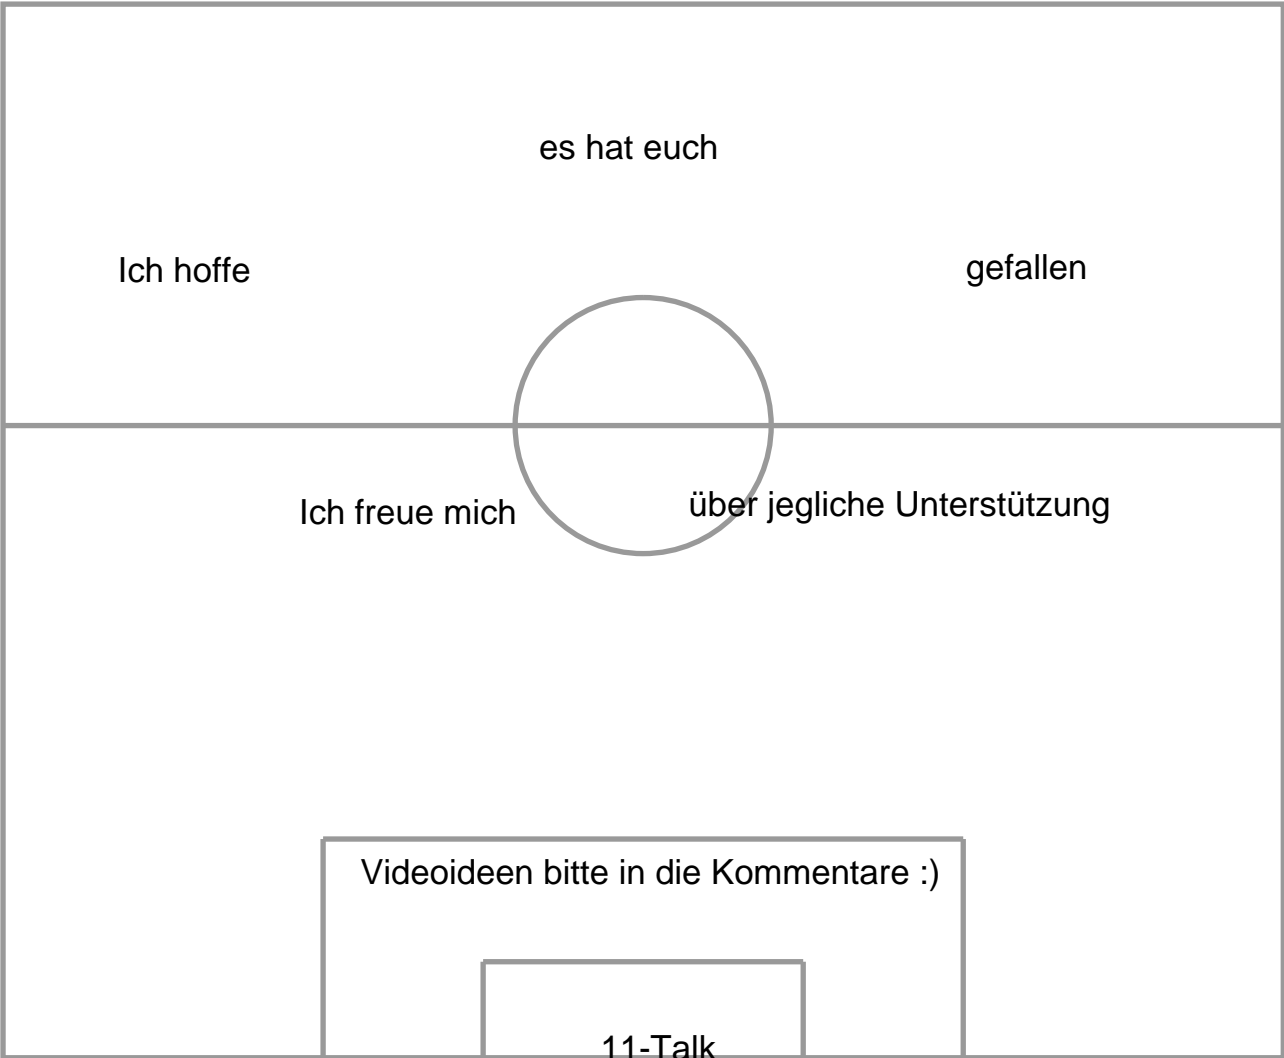 Ich hoffe
es hat euch
gefallen
Ich freue mich
über jegliche Unterstützung
Videoideen bitte in die Kommentare :)
11-Talk